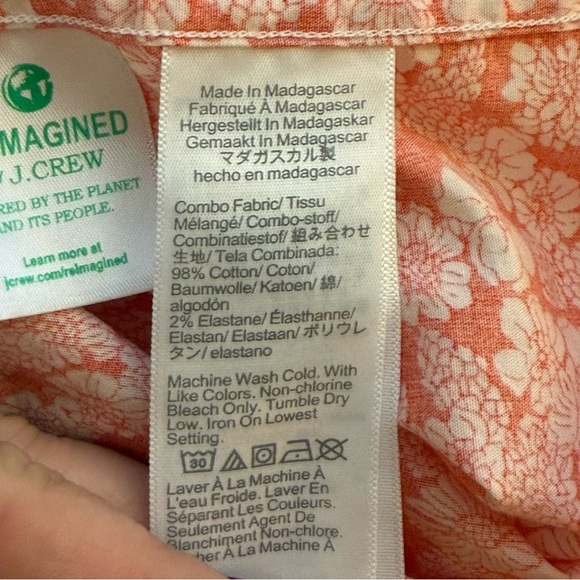 MAGINED
J.CREW
RED BY THE PLANET
AND ITS PEOPLE.
Learn more at
jcrew.com/reimagined
Made In Madagascar
Fabriqué À Madagascar
Hergestellt In Madagaskar
Gemaakt In Madagascar
マダガスカル製
hecho en madagascar
Combo Fabric/ Tissu
Mélangé/ Combo-stoff/
Combinatiestof/ 組み合わせ
生地/ Tela Combinada:
98% Cotton/ Coton/
Baumwolle/ Katoen/ 綿/
algodón
2% Elastane/ Élasthanne/
Elastan/ Elastaan/ ポリウレ
タン/ elastano
Machine Wash Cold. With
Like Colors. Non-chlorine
Bleach Only. Tumble Dry
Low. Iron On Lowest
Setting.
30
Laver À La Machine À
L'eau Froide. Laver En
Séparant Les Couleurs.
Seulement Agent De
Blanchiment Non-chlore.
her À La Machine À